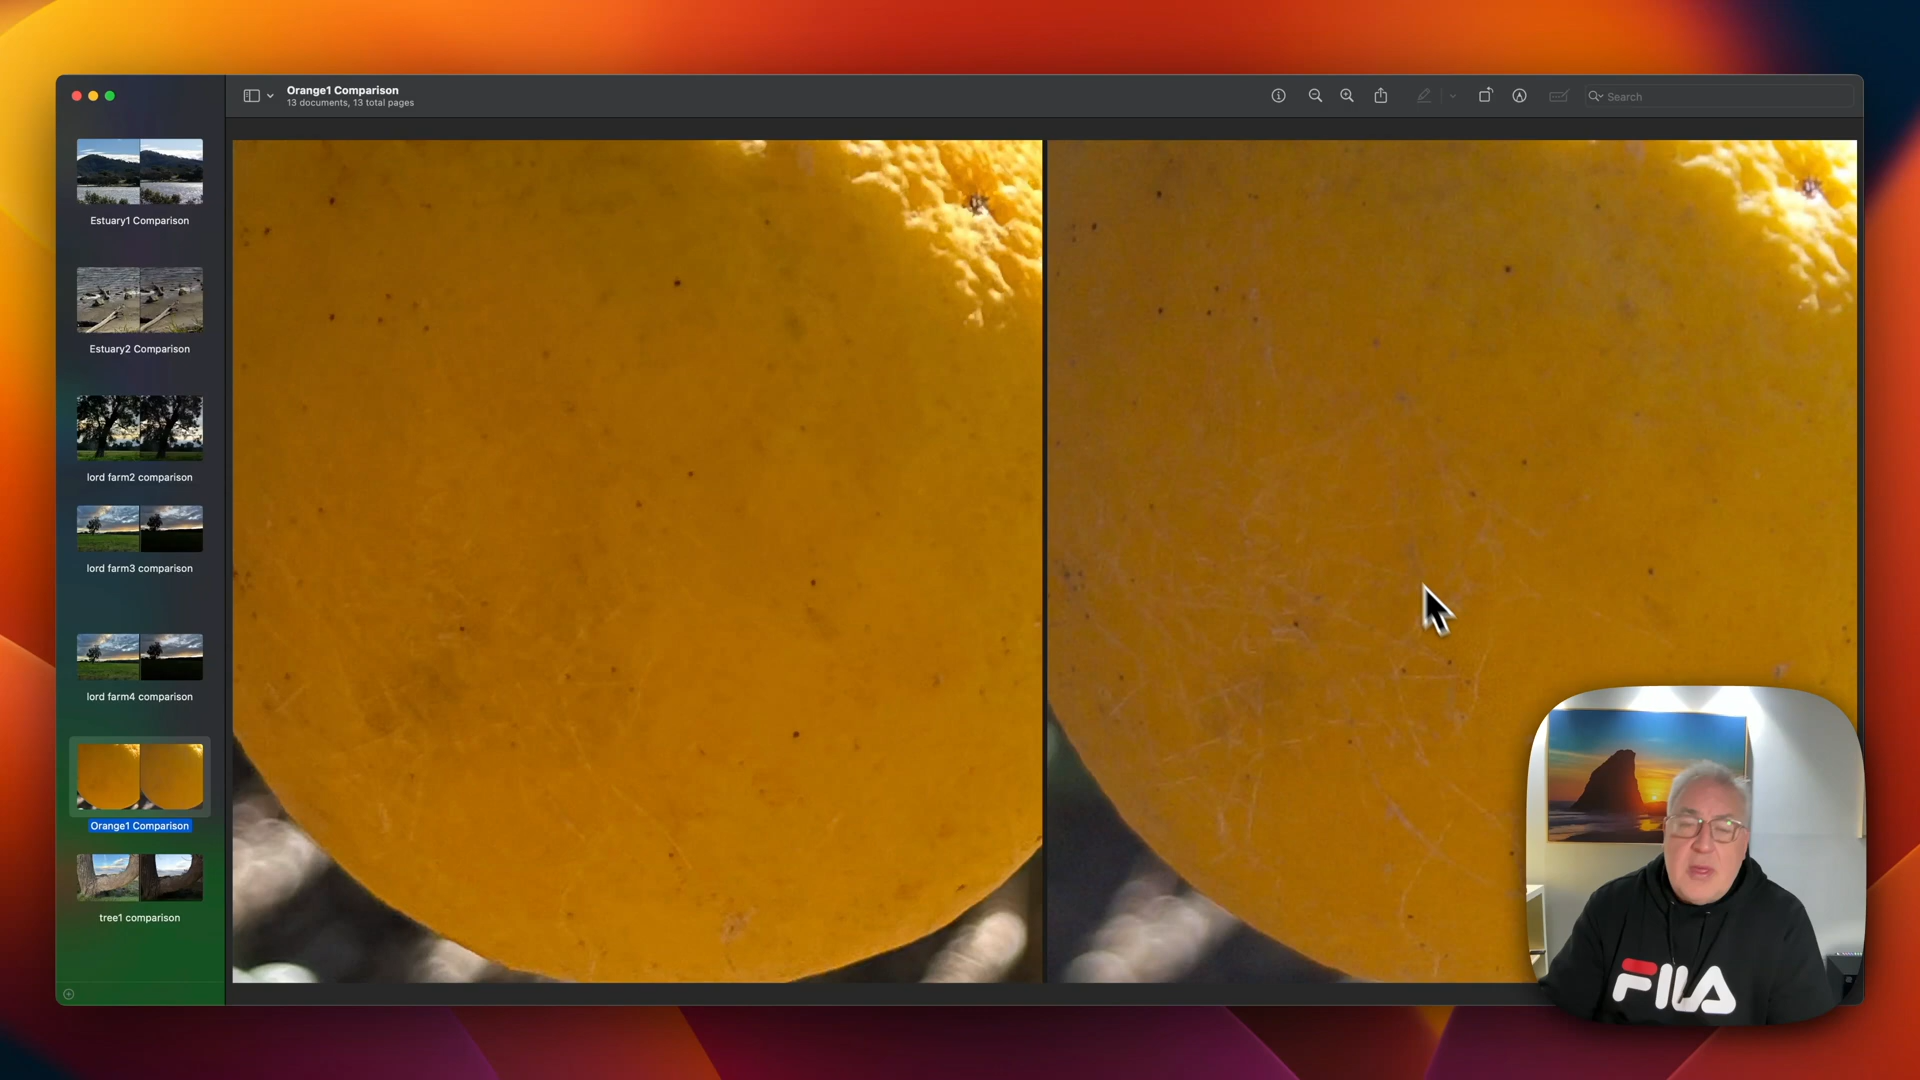 Orange1 Comparison
13 documents, 13 total pages
Search
Estuary1 Comparison
Estuary2 Comparison
lord farm2 comparison
lord farm3 comparison
lord farm4 comparison
Orange1 Comparison
tree1 comparison
FILA